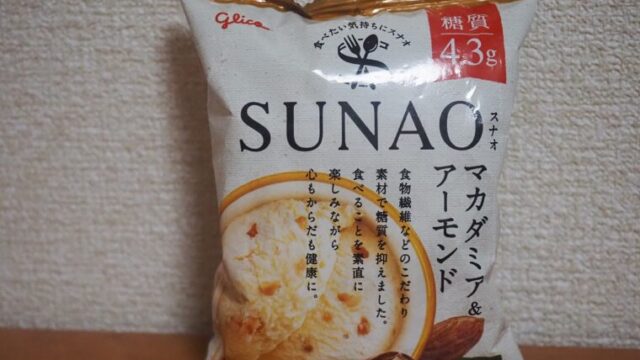 glico
糖質
4.3g
食べたい気持ちにスナオ
SUNAO
スナオ
マカダミア&
アーモンド
食物繊維などのこだわり
素材で糖質を抑えました。
食べることを素直に
楽しみながら
心もからだも健康に。